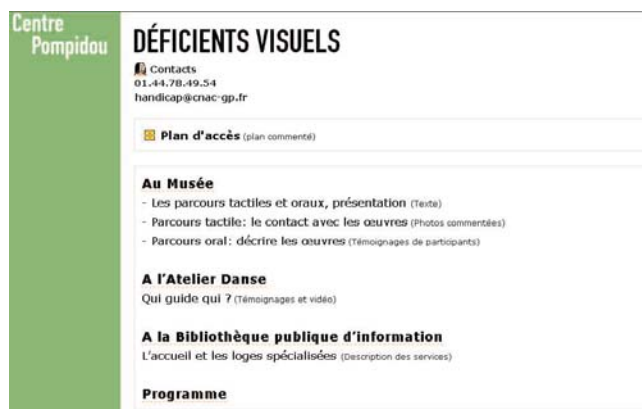 Centre
Pompidou
DÉFICIENTS VISUELS
Contacts
01.44.78.49.54
handicap@cnac-gp.fr
Plan d'accès (plan commenté)
Au Musée
- Les parcours tactiles et oraux, présentation (Texte)
- Parcours tactile: le contact avec les œuvres (Photos commentées)
- Parcours oral: décrire les œuvres (Témoignages de participants)
A l'Atelier Danse
Qui guide qui ? (Témoignages et vidéo)
A la Bibliothèque publique d'information
L'accueil et les loges spécialisées (Description des services)
Programme